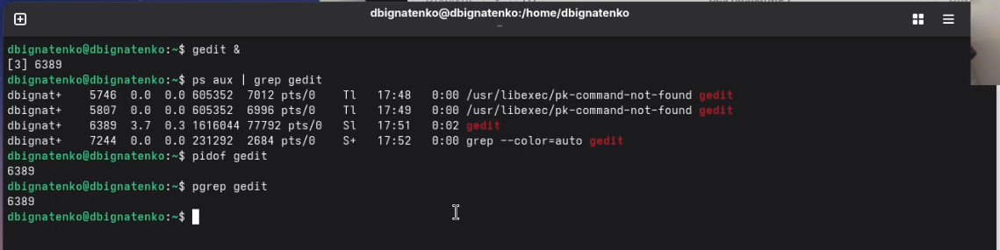 dbignatenko@dbignatenko:/home/dbignatenko
~
dbignatenko@dbignatenko:~$ gedit &
[3] 6389
dbignatenko@dbignatenko:~$ ps aux | grep gedit
dbignat+    5746  0.0  0.0 605352  7012 pts/0    Tl   17:48   0:00 /usr/libexec/pk-command-not-found gedit
dbignat+    5807  0.0  0.0 605352  6996 pts/0    Tl   17:49   0:00 /usr/libexec/pk-command-not-found gedit
dbignat+    6389  3.7  0.3 1616044 77792 pts/0   Sl   17:51   0:02 gedit
dbignat+    7244  0.0  0.0 231292  2684 pts/0    S+   17:52   0:00 grep --color=auto gedit
dbignatenko@dbignatenko:~$ pidof gedit
6389
dbignatenko@dbignatenko:~$ pgrep gedit
6389
dbignatenko@dbignatenko:~$